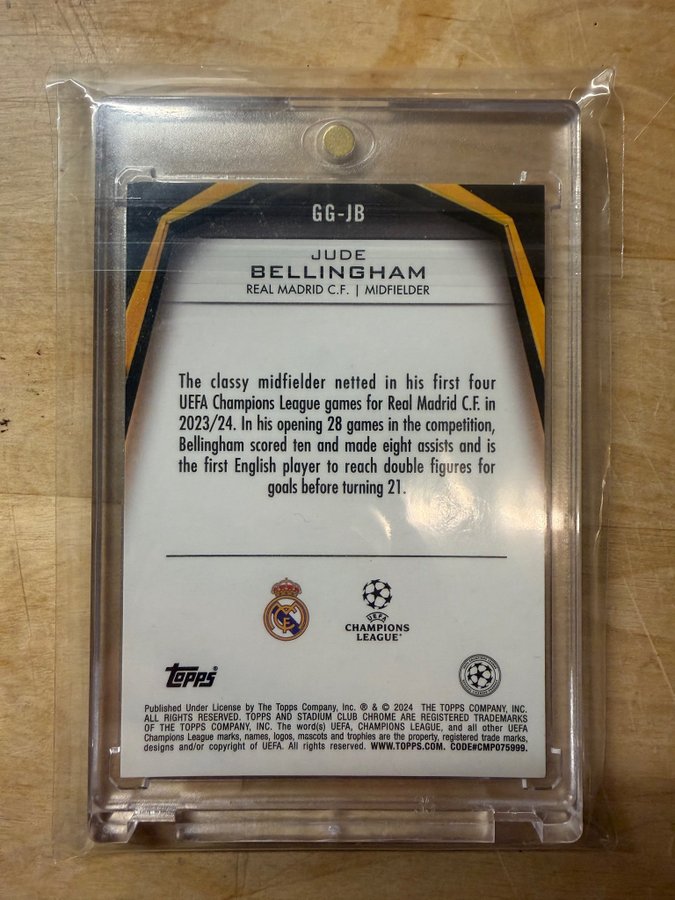 GG-JB
JUDE
BELLINGHAM
REAL MADRID C.F. | MIDFIELDER
The classy midfielder netted in his first four
UEFA Champions League games for Real Madrid C.F. in
2023/24. In his opening 28 games in the competition,
Bellingham scored ten and made eight assists and is
the first English player to reach double figures for
goals before turning 21.
UEFA
CHAMPIONS
LEAGUE®
Topps®
Published Under License by The Topps Company, Inc. ® & © 2024 THE TOPPS COMPANY, INC.
ALL RIGHTS RESERVED. TOPPS AND STADIUM CLUB CHROME ARE REGISTERED TRADEMARKS
OF THE TOPPS COMPANY, INC. The word(s) UEFA, CHAMPIONS LEAGUE, and all other UEFA
Champions League marks, names, logos, mascots and trophies are the property, registered trade marks,
designs and/or copyright of UEFA. All rights reserved. WWW.TOPPS.COM. CODE#CMP075999.